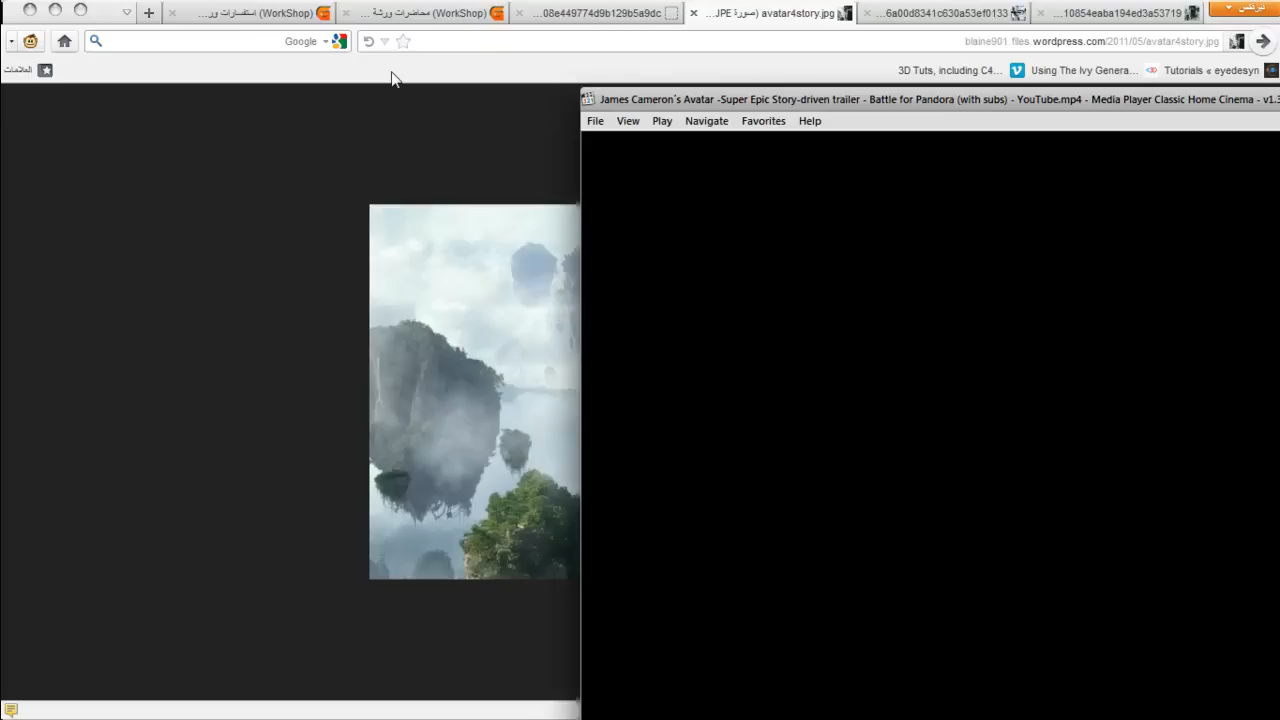 استفسارات ور... (WorkShop)
محاضرات ورشة ... (WorkShop)
08e449774d9b129b5a9dc...
avatar4story.jpg (صورة JPE...
6a00d8341c630a53ef0133...
10854eaba194ed3a53719...
فيرفكس
Google
blaine901.files.wordpress.com/2011/05/avatar4story.jpg
العلامات
3D Tuts, including C4...
Using The Ivy Genera...
Tutorials « eyedesyn
James Cameron´s Avatar -Super Epic Story-driven trailer - Battle for Pandora (with subs) - YouTube.mp4 - Media Player Classic Home Cinema - v1.3
File View Play Navigate Favorites Help